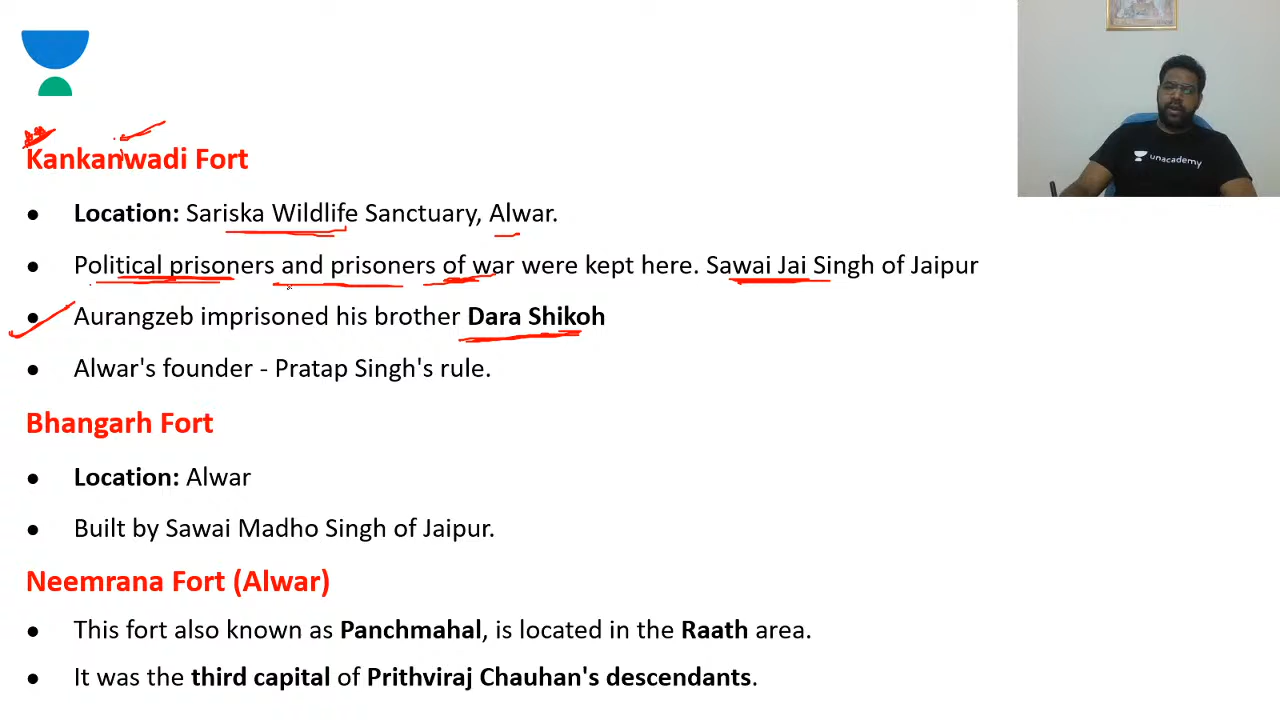 unacademy
Kankanwadi Fort
● Location: Sariska Wildlife Sanctuary, Alwar.
● Political prisoners and prisoners of war were kept here. Sawai Jai Singh of Jaipur
● Aurangzeb imprisoned his brother Dara Shikoh
● Alwar's founder - Pratap Singh's rule.
Bhangarh Fort
● Location: Alwar
● Built by Sawai Madho Singh of Jaipur.
Neemrana Fort (Alwar)
● This fort also known as Panchmahal, is located in the Raath area.
● It was the third capital of Prithviraj Chauhan's descendants.